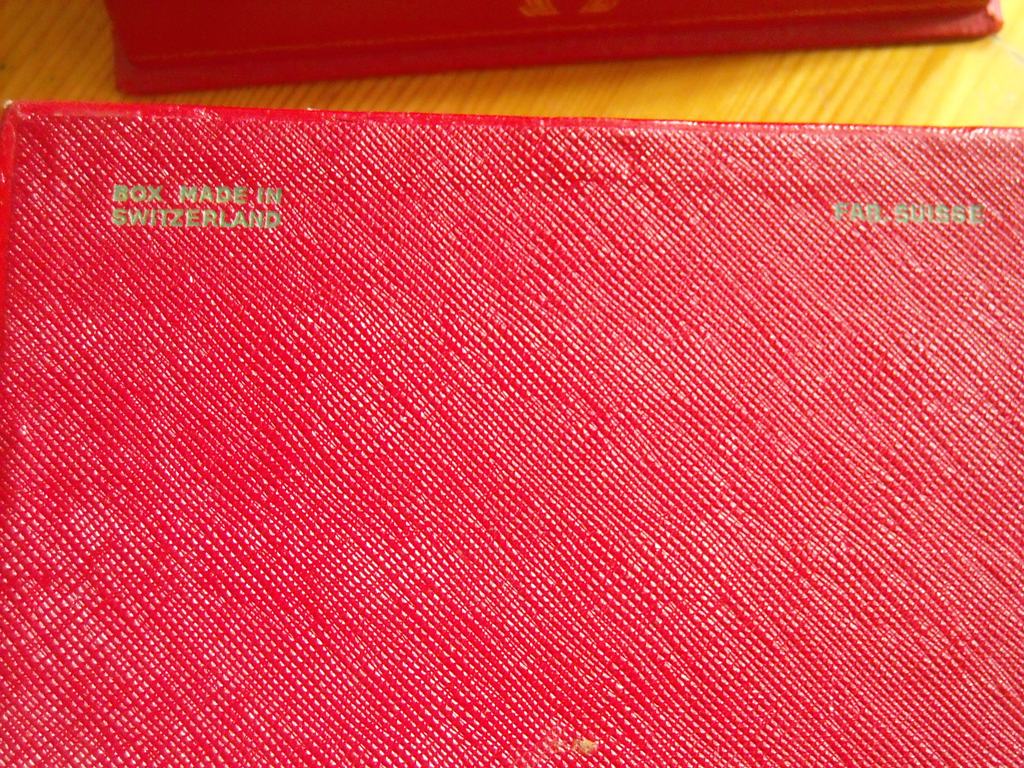 BOX MADE IN
SWITZERLAND
FAB. SUISSE